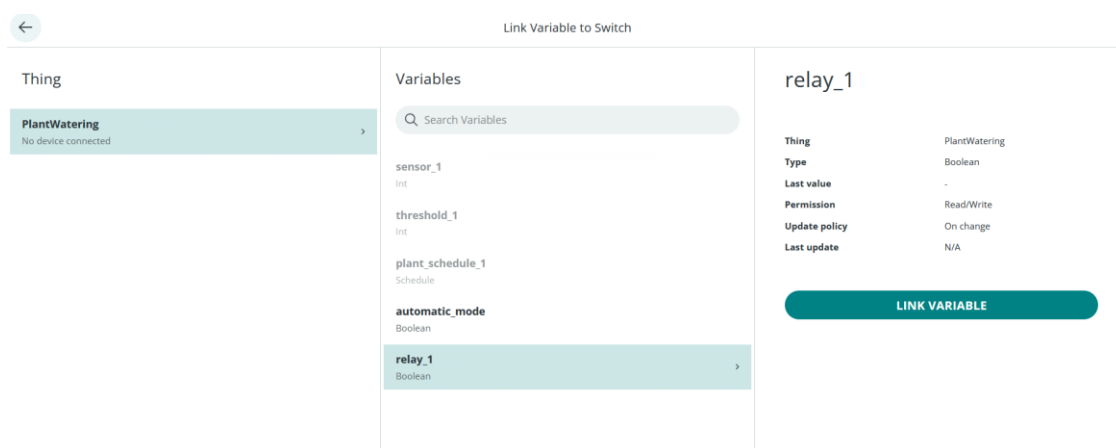 Link Variable to Switch
Thing
PlantWatering
No device connected
Variables
Search Variables
sensor_1
Int
threshold_1
Int
plant_schedule_1
Schedule
automatic_mode
Boolean
relay_1
Boolean
relay_1
Thing PlantWatering
Type Boolean
Last value -
Permission Read/Write
Update policy On change
Last update N/A
LINK VARIABLE